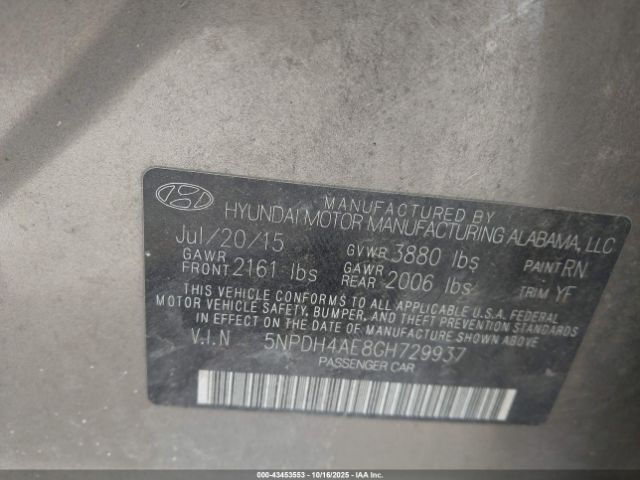 MANUFACTURED BY
HYUNDAI MOTOR MANUFACTURING ALABAMA, LLC
Jul/20/15 GVWR 3880 lbs PAINT RN
GAWR FRONT 2161 lbs GAWR REAR 2006 lbs TRIM YF
THIS VEHICLE CONFORMS TO ALL APPLICABLE U.S.A. FEDERAL
MOTOR VEHICLE SAFETY, BUMPER, AND THEFT PREVENTION STANDARDS
IN EFFECT ON THE DATE OF MANUFACTURE SHOWN ABOVE
V.I.N 5NPDH4AE8GH729937
PASSENGER CAR
000-43453553 - 10/16/2025 - ©IAA Holdings, LLC